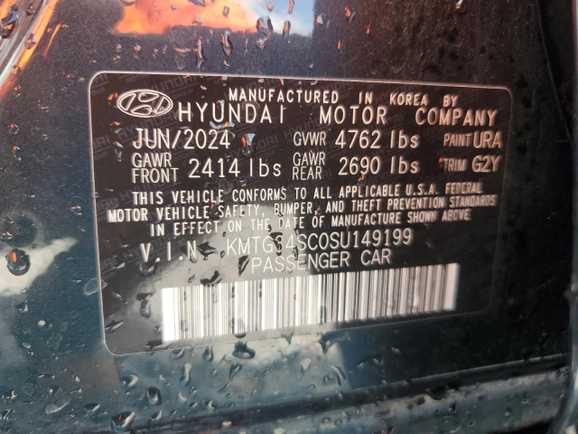 MANUFACTURED IN KOREA BY
HYUNDAI MOTOR COMPANY
JUN/2024 GVWR 4762 lbs PAINT URA
GAWR FRONT 2414 lbs GAWR REAR 2690 lbs TRIM G2Y
THIS VEHICLE CONFORMS TO ALL APPLICABLE U.S.A. FEDERAL
MOTOR VEHICLE SAFETY, BUMPER, AND THEFT PREVENTION STANDARDS
IN EFFECT ON THE DATE OF MANUFACTURE SHOWN ABOVE.
V.I.N KMTG34SC0SU149199
PASSENGER CAR